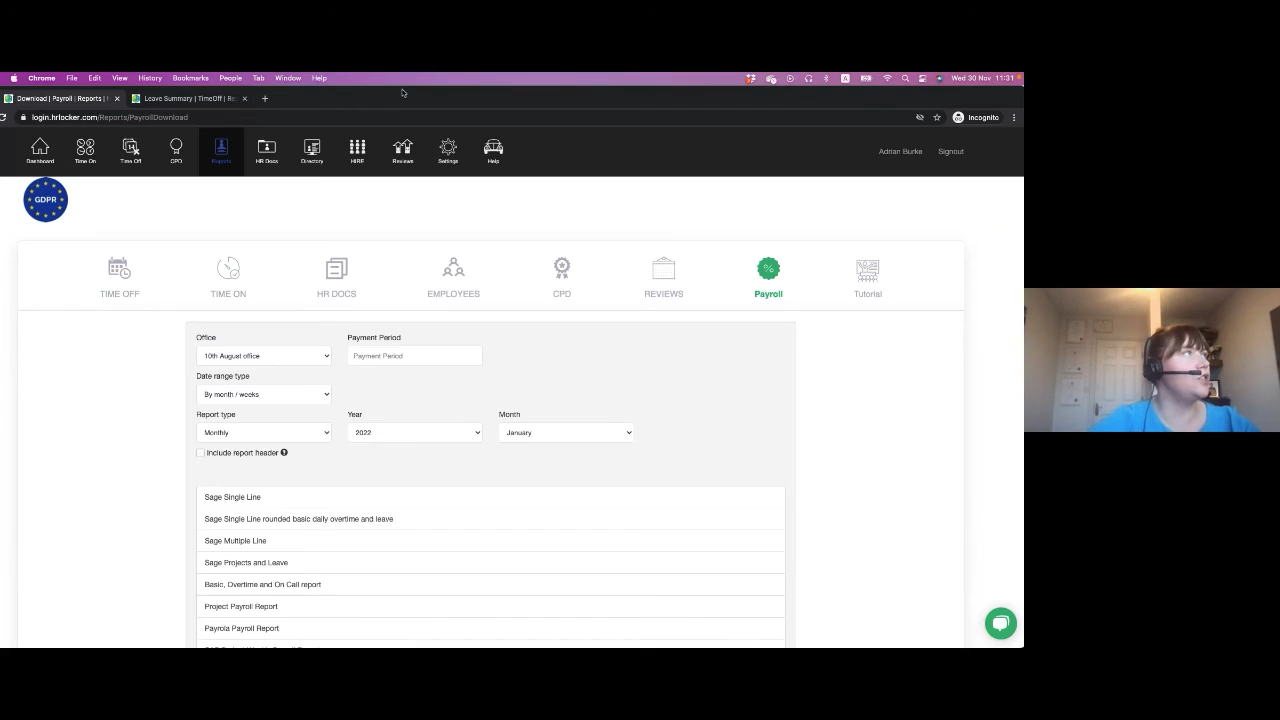 Chrome File Edit View History Bookmarks People Tab Window Help A Wed 30 Nov 11:31
Download | Payroll | Reports | Leave Summary | TimeOff | Re
login.hrlocker.com/Reports/PayrollDownload Incognito
Dashboard Time On Time Off CPD Reports HR Docs Directory HIRE Reviews Settings Help Adrian Burke Signout
GDPR
TIME OFF TIME ON HR DOCS EMPLOYEES CPD REVIEWS Payroll Tutorial
Office Payment Period
10th August office Payment Period
Date range type
By month / weeks
Report type Year Month
Monthly 2022 January
Include report header
Sage Single Line
Sage Single Line rounded basic daily overtime and leave
Sage Multiple Line
Sage Projects and Leave
Basic, Overtime and On Call report
Project Payroll Report
Payrola Payroll Report